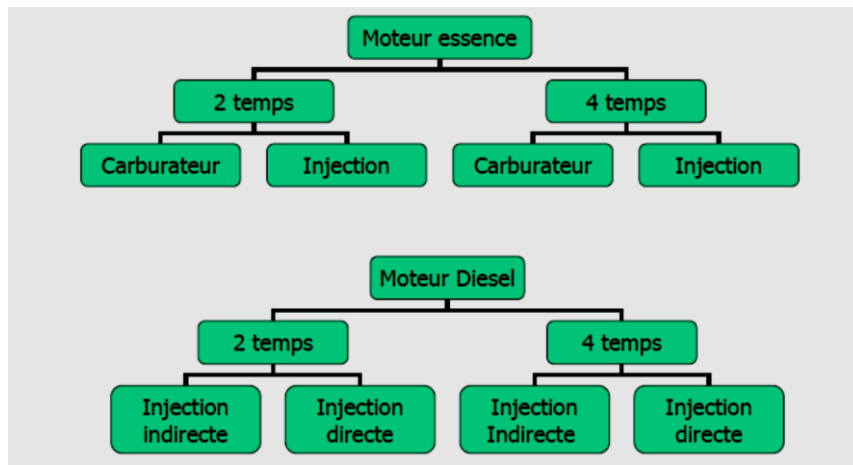 Moteur essence
2 temps
4 temps
Carburateur
Injection
Carburateur
Injection
Moteur Diesel
2 temps
4 temps
Injection
indirecte
Injection
directe
Injection
Indirecte
Injection
directe